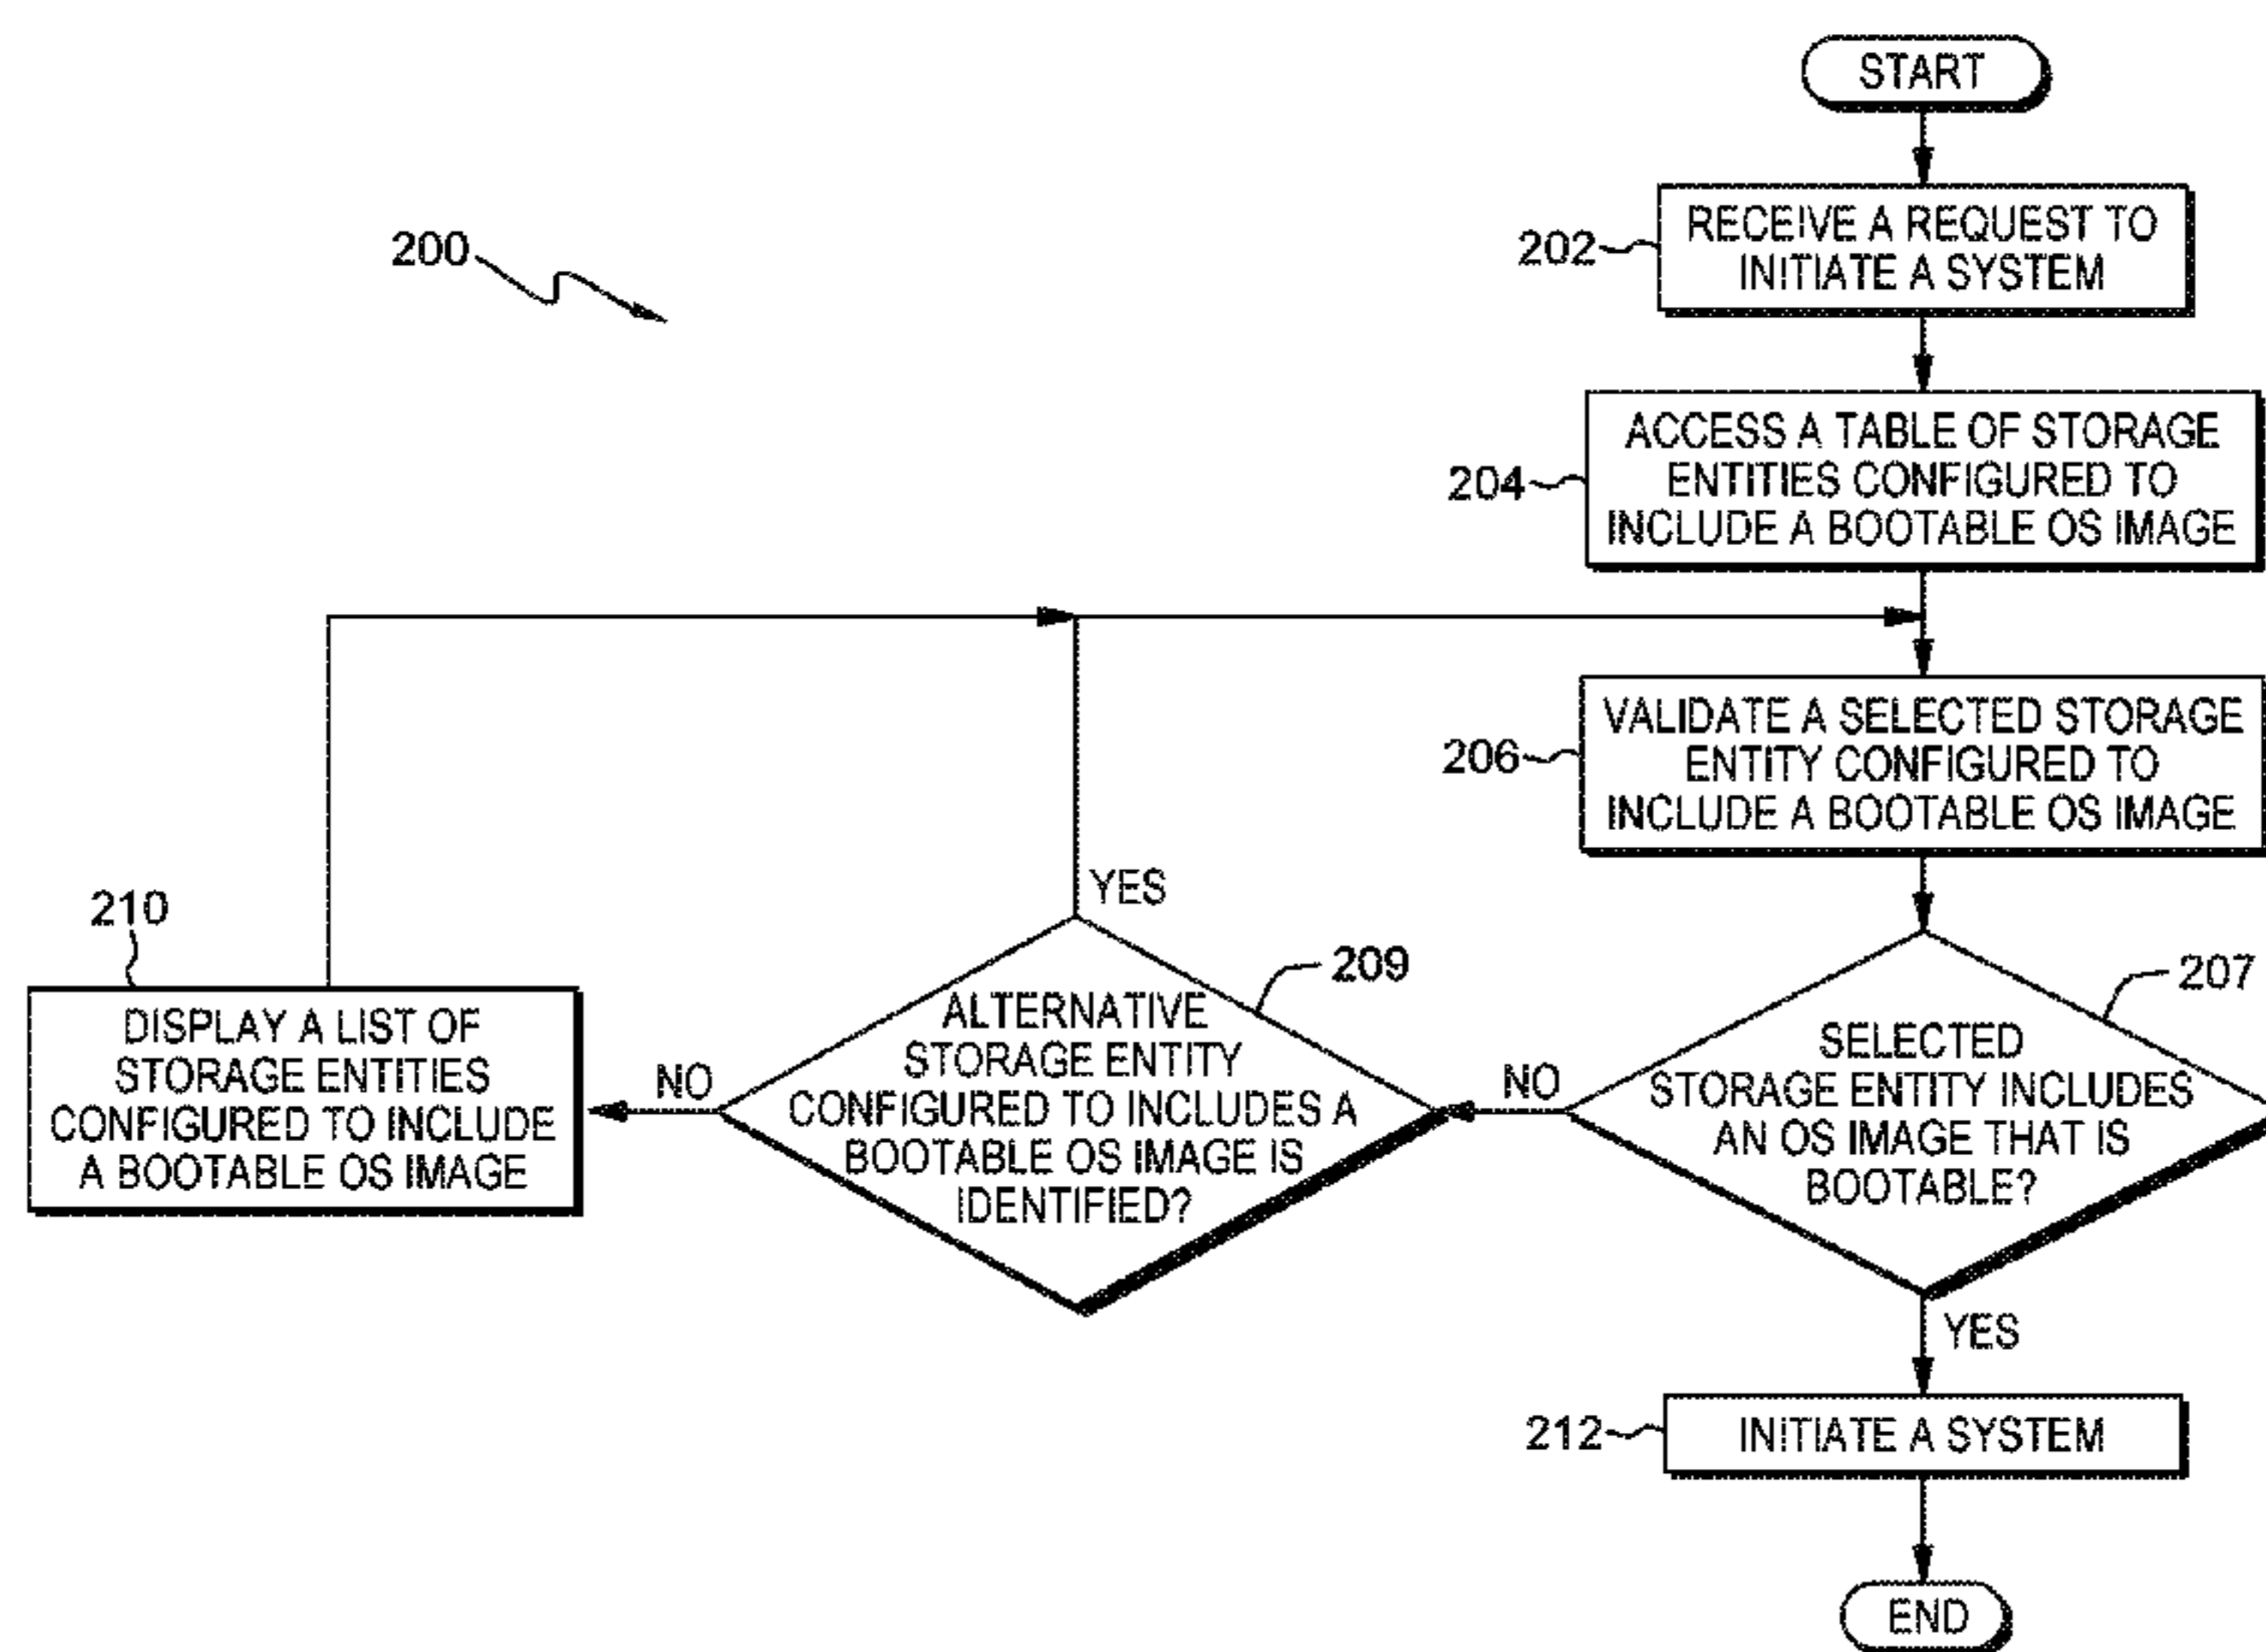 START
200
202
RECEIVE A REQUEST TO
INITIATE A SYSTEM
204
ACCESS A TABLE OF STORAGE
ENTITIES CONFIGURED TO
INCLUDE A BOOTABLE OS IMAGE
206
VALIDATE A SELECTED STORAGE
ENTITY CONFIGURED TO
INCLUDE A BOOTABLE OS IMAGE
207
SELECTED
STORAGE ENTITY INCLUDES
AN OS IMAGE THAT IS
BOOTABLE?
NO
YES
209
ALTERNATIVE
STORAGE ENTITY
CONFIGURED TO INCLUDES A
BOOTABLE OS IMAGE IS
IDENTIFIED?
YES
NO
210
DISPLAY A LIST OF
STORAGE ENTITIES
CONFIGURED TO INCLUDE
A BOOTABLE OS IMAGE
212
INITIATE A SYSTEM
END